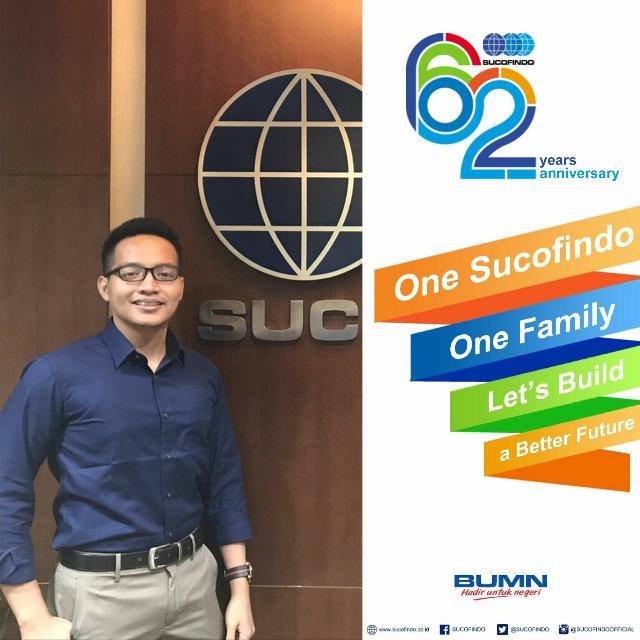 SUC
62
SUCOFINDO
years
anniversary
One Sucofindo
One Family
Let's Build
a Better Future
BUMN
Hadir untuk negeri
www.sucofindo.co.id SUCOFINDO @SUCOFINDO @SUCOFINDOOFFICIAL